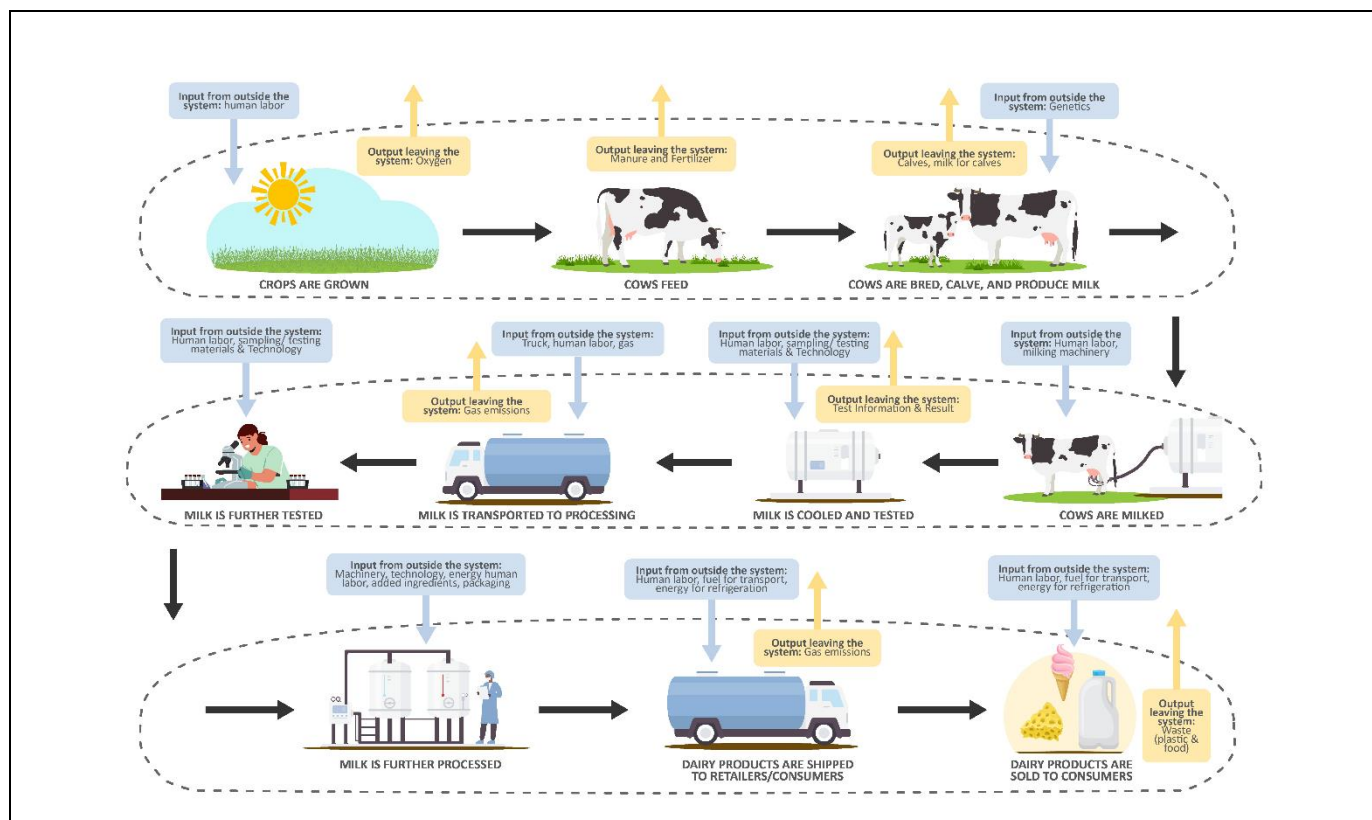 Input from outside the
system: human labor
Output leaving the
system: Oxygen
Output leaving the system:
Manure and Fertilizer
Output leaving the system:
Calves, milk for calves
Input from outside the
system: Genetics
CROPS ARE GROWN
COWS FEED
COWS ARE BRED, CALVE, AND PRODUCE MILK
Input from outside the system:
Human labor, sampling/ testing
materials & Technology
Output leaving the
system: Gas emissions
Input from outside the system:
Truck, human labor, gas
Input from outside the system:
Human labor, sampling/ testing
materials & Technology
Output leaving the system:
Test Information & Result
Input from outside the
system: Human labor,
milking machinery
MILK IS FURTHER TESTED
MILK IS TRANSPORTED TO PROCESSING
MILK IS COOLED AND TESTED
COWS ARE MILKED
Input from outside the system:
Machinery, technology, energy human
labor, added ingredients, packaging
Input from outside the system:
Human labor, fuel for transport,
energy for refrigeration
Output leaving the
system: Gas emissions
Input from outside the system:
Human labor, fuel for transport,
energy for refrigeration
Output
leaving the
system:
Waste
(plastic &
food)
CO₂
MILK IS FURTHER PROCESSED
DAIRY PRODUCTS ARE SHIPPED
TO RETAILERS/CONSUMERS
DAIRY PRODUCTS ARE
SOLD TO CONSUMERS